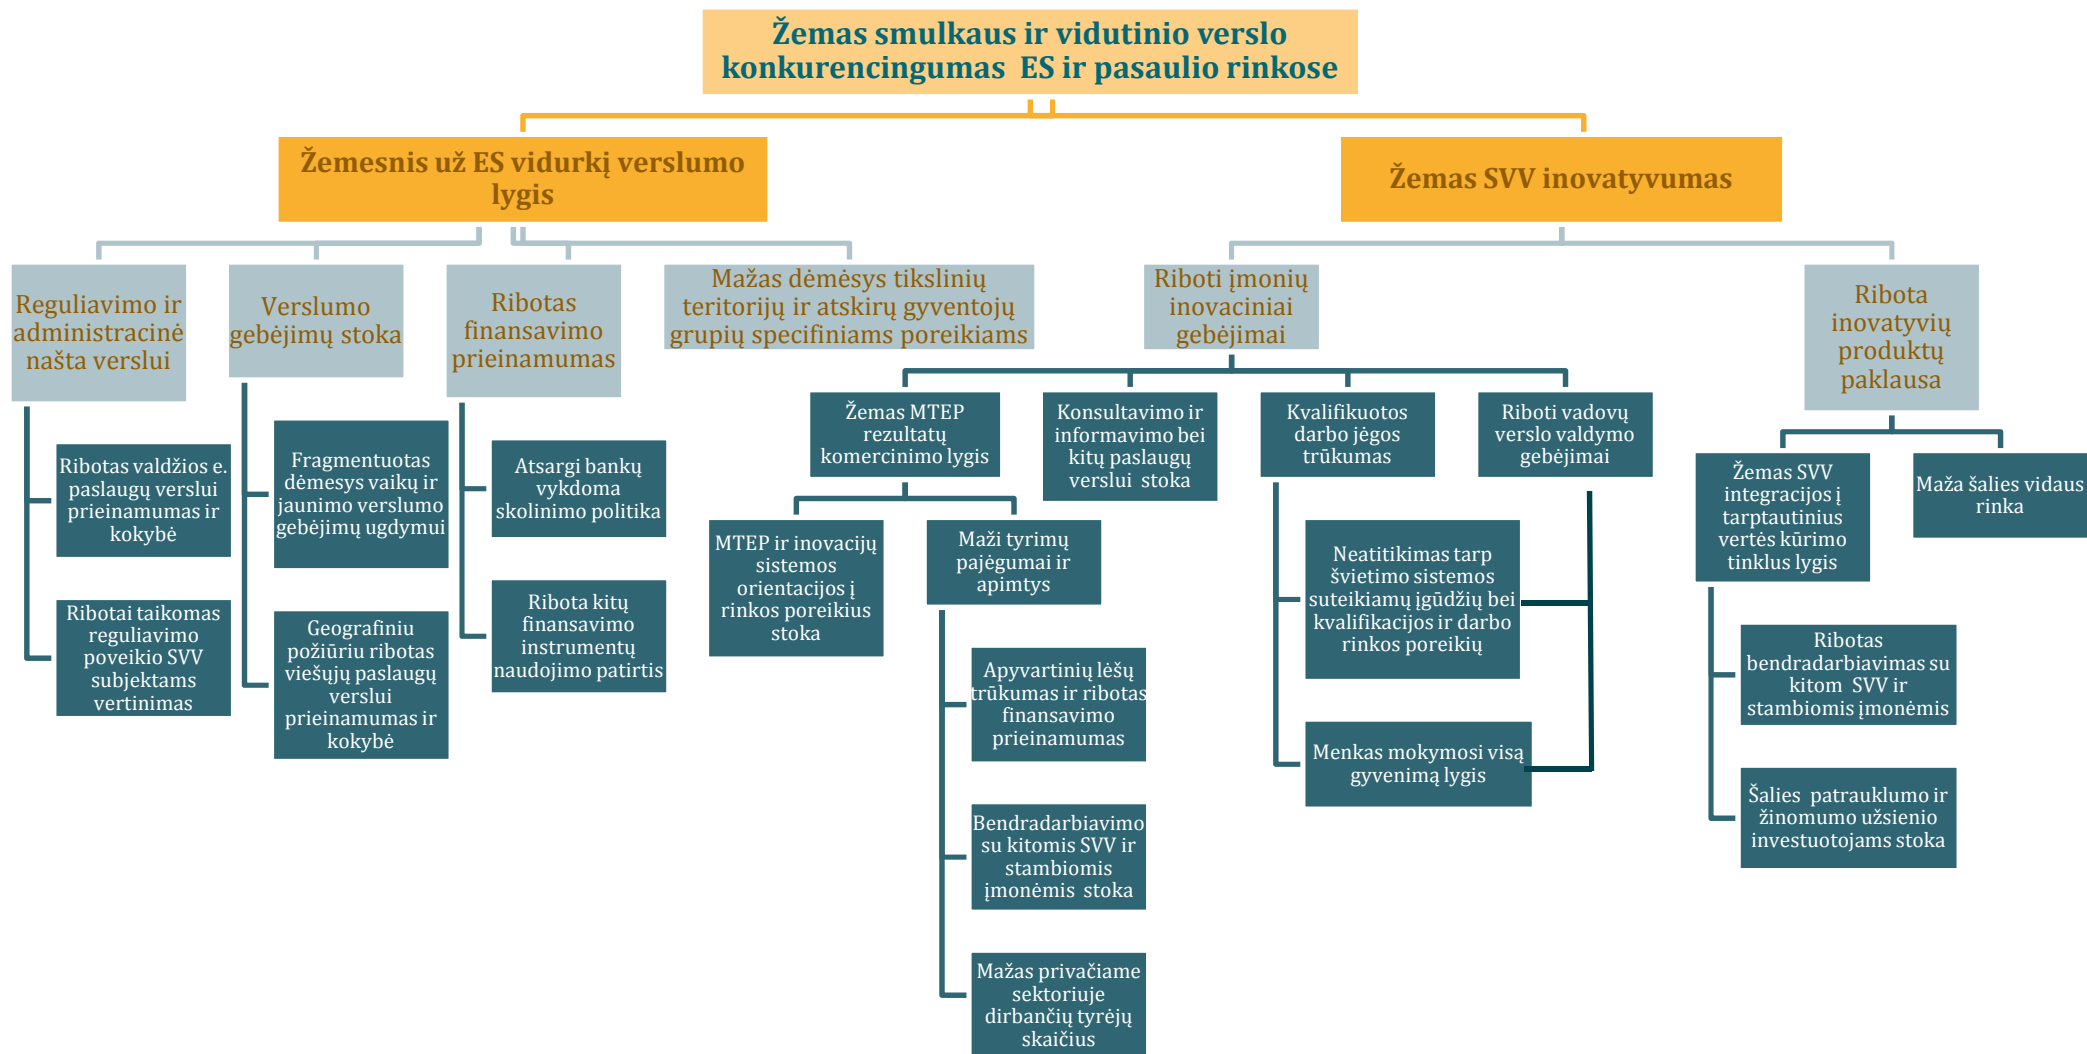 Žemas smulkaus ir vidutinio verslo
konkurencingumas ES ir pasaulio rinkose
Žemesnis už ES vidurkį verslumo
lygis
Žemas SVV inovatyvumas
Reguliavimo ir
administracinė
našta verslui
Verslumo
gebėjimų stoka
Ribotas
finansavimo
prieinamumas
Mažas dėmėsys tikslinių
teritorijų ir atskirų gyventojų
grupių specifiniams poreikiams
Riboti įmonių
inovaciniai
gebėjimai
Ribota
inovatyvių
produktų
paklausa
Ribotas valdžios e.
paslaugų verslui
prieinamumas ir
kokybė
Ribotai taikomas
reguliavimo
poveikio SVV
subjektams
vertinimas
Fragmentuotas
dėmesys vaikų ir
jaunimo verslumo
gebėjimų ugdymui
Geografiniu
požiūriu ribotas
viešųjų paslaugų
verslui
prieinamumas ir
kokybė
Atsargi bankų
vykdoma
skolinimo politika
Ribota kitų
finansavimo
instrumentų
naudojimo patirtis
Žemas MTEP
rezultatų
komercinimo lygis
Konsultavimo ir
informavimo bei
kitų paslaugų
verslui stoka
Kvalifikuotos
darbo jėgos
trūkumas
Riboti vadovų
verslo valdymo
gebėjimai
MTEP ir inovacijų
sistemos
orientacijos į
rinkos poreikius
stoka
Maži tyrimų
pajėgumai ir
apimtys
Apyvartinių lėšų
trūkumas ir ribotas
finansavimo
prieinamumas
Bendradarbiavimo
su kitomis SVV ir
stambiomis
įmonėmis stoka
Mažas privačiame
sektoriuje
dirbančių tyrėjų
skaičius
Neatitikimas tarp
švietimo sistemos
suteikiamų įgūdžių bei
kvalifikacijos ir darbo
rinkos poreikių
Menkas mokymosi visą
gyvenimą lygis
Žemas SVV
integracijos į
tarptautinius
vertės kūrimo
tinklus lygis
Maža šalies vidaus
rinka
Ribotas
bendradarbiavimas su
kitom SVV ir
stambiomis įmonėmis
Šalies patrauklumo ir
žinomumo užsienio
investuotojams stoka